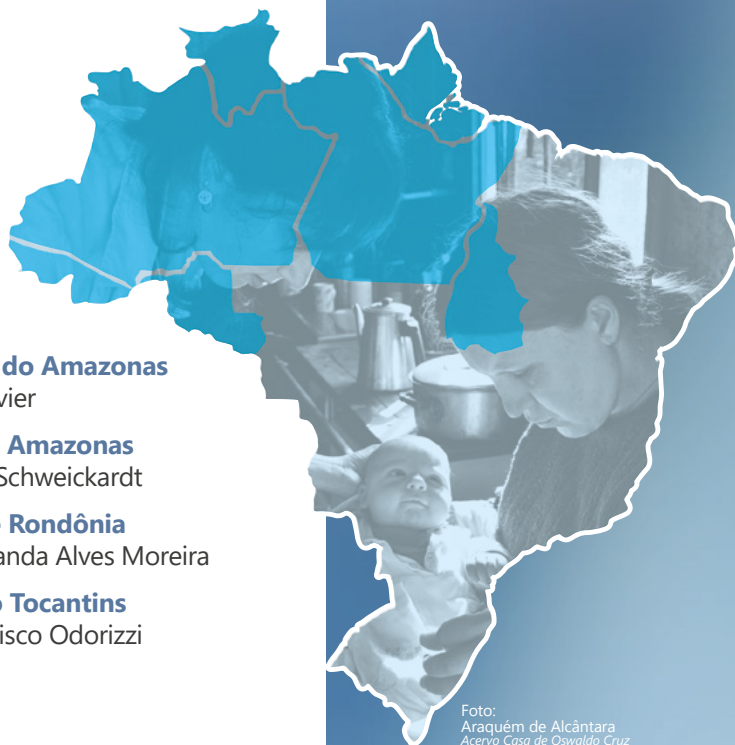 do Amazonas
vier
Amazonas
Schweickardt
Rondônia
anda Alves Moreira
Tocantins
isco Odorizzi
Foto:
Araquém de Alcântara
Acervo Casa de Oswaldo Cruz